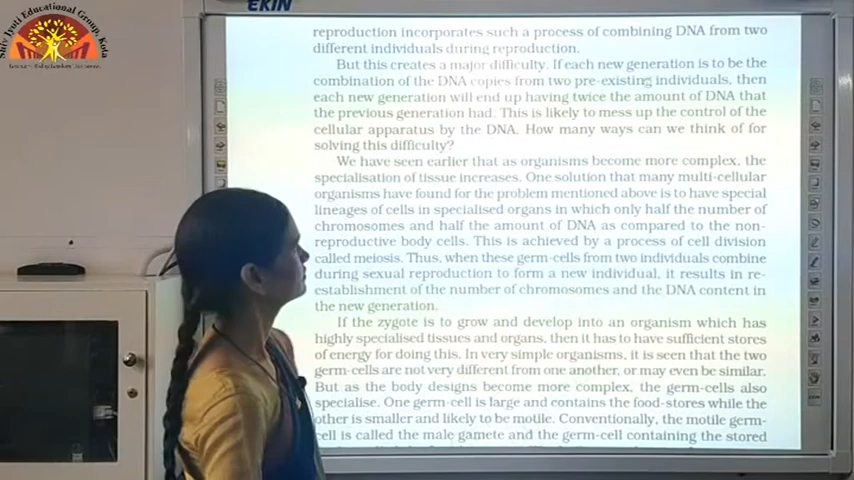 Shiv Jyoti Educational Group, Kota
EKIN
reproduction incorporates such a process of combining DNA from two
different individuals during reproduction.
But this creates a major difficulty. If each new generation is to be the
combination of the DNA copies from two pre-existing individuals, then
each new generation will end up having twice the amount of DNA that
the previous generation had. This is likely to mess up the control of the
cellular apparatus by the DNA. How many ways can we think of for
solving this difficulty?
We have seen earlier that as organisms become more complex, the
specialisation of tissue increases. One solution that many multi-cellular
organisms have found for the problem mentioned above is to have special
lineages of cells in specialised organs in which only half the number of
chromosomes and half the amount of DNA as compared to the non-
reproductive body cells. This is achieved by a process of cell division
called meiosis. Thus, when these germ-cells from two individuals combine
during sexual reproduction to form a new individual, it results in re-
establishment of the number of chromosomes and the DNA content in
the new generation.
If the zygote is to grow and develop into an organism which has
highly specialised tissues and organs, then it has to have sufficient stores
of energy for doing this. In very simple organisms, it is seen that the two
germ-cells are not very different from one another, or may even be similar.
But as the body designs become more complex, the germ-cells also
specialise. One germ-cell is large and contains the food-stores while the
other is smaller and likely to be motile. Conventionally, the motile germ-
cell is called the male gamete and the germ-cell containing the stored